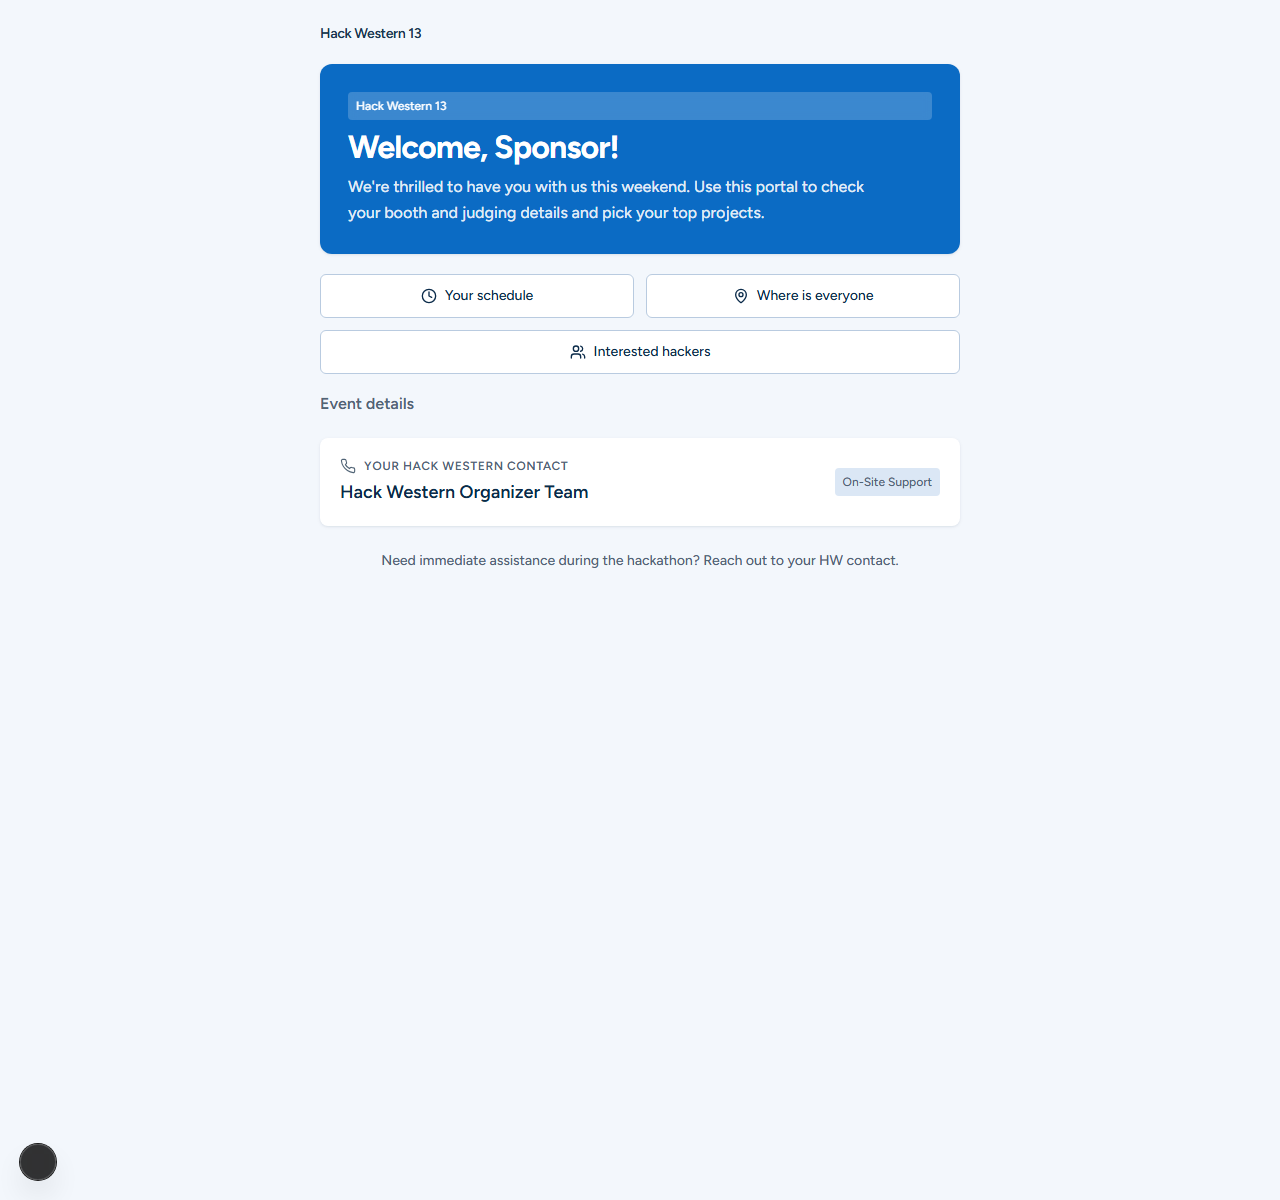 Hack Western 13
Hack Western 13
Welcome, Sponsor!
We're thrilled to have you with us this weekend. Use this portal to check
your booth and judging details and pick your top projects.
Your schedule
Where is everyone
Interested hackers
Event details
YOUR HACK WESTERN CONTACT
Hack Western Organizer Team
On-Site Support
Need immediate assistance during the hackathon? Reach out to your HW contact.